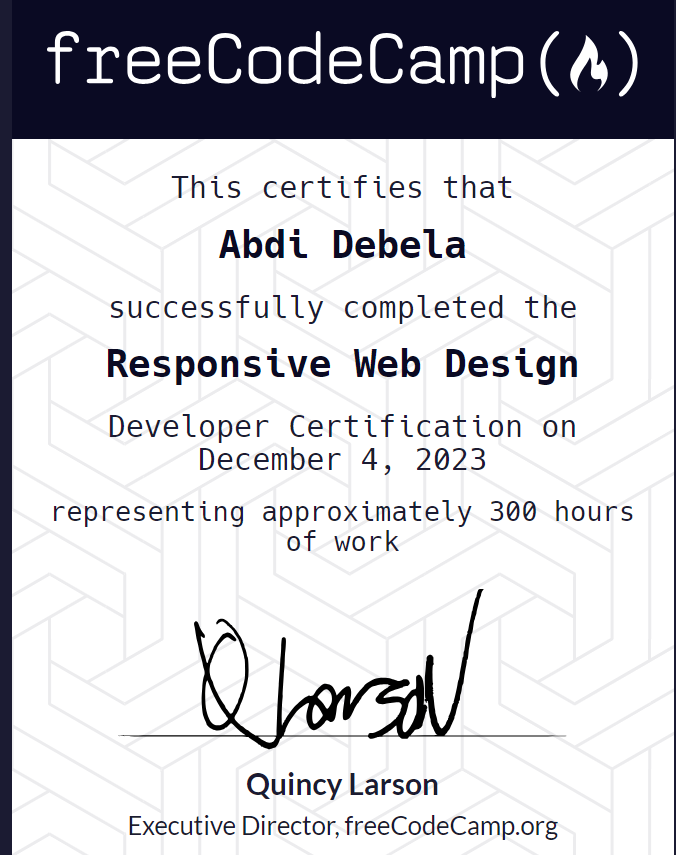 freeCodeCamp
This certifies that
Abdi Debela
successfully completed the
Responsive Web Design
Developer Certification on
December 4, 2023
representing approximately 300 hours
of work
Q Larson
Quincy Larson
Executive Director, freeCodeCamp.org